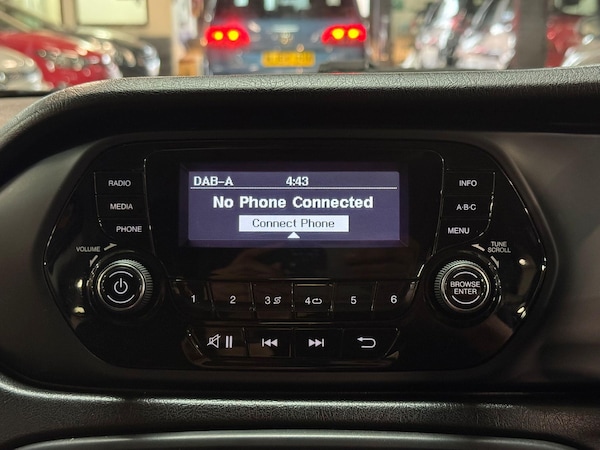 DAB-A 4:43
No Phone Connected
Connect Phone
RADIO
MEDIA
PHONE
VOLUME
INFO
A·B·C
MENU
TUNE
SCROLL
BROWSE
ENTER
1 2 3 4 5 6